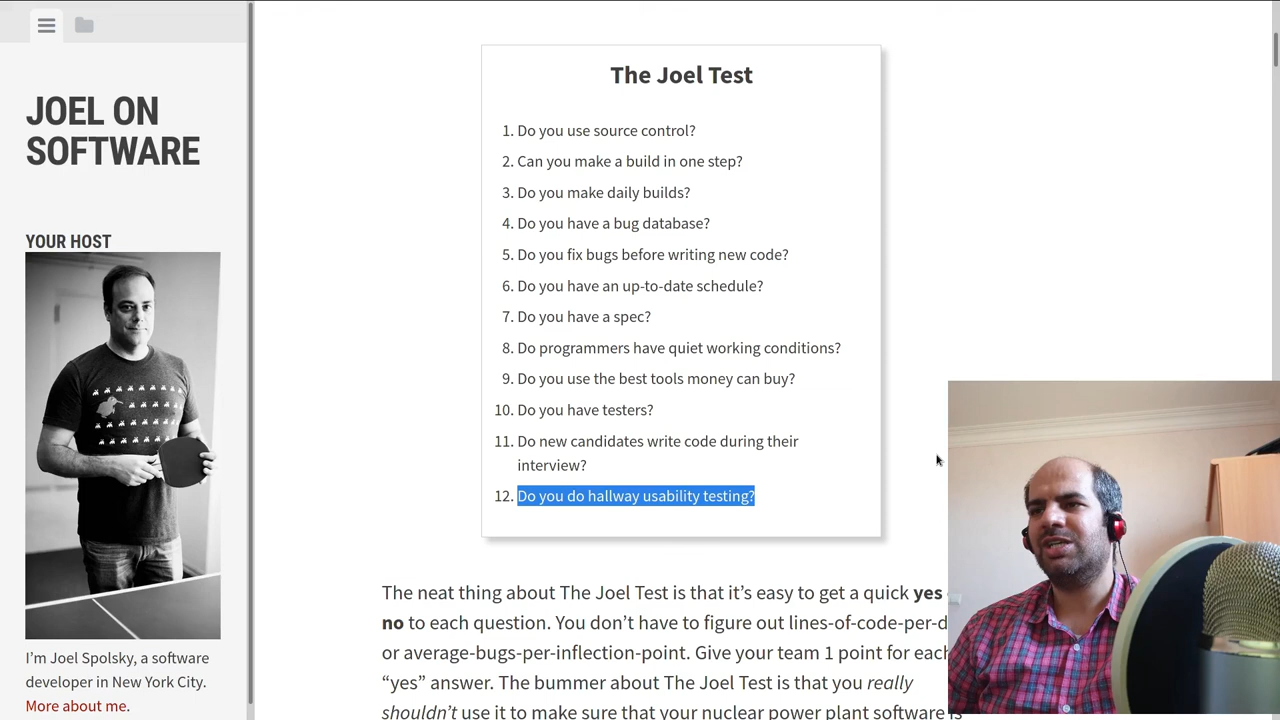 JOEL ON
SOFTWARE
YOUR HOST
I'm Joel Spolsky, a software
developer in New York City.
More about me.
The Joel Test
1. Do you use source control?
2. Can you make a build in one step?
3. Do you make daily builds?
4. Do you have a bug database?
5. Do you fix bugs before writing new code?
6. Do you have an up-to-date schedule?
7. Do you have a spec?
8. Do programmers have quiet working conditions?
9. Do you use the best tools money can buy?
10. Do you have testers?
11. Do new candidates write code during their
interview?
12. Do you do hallway usability testing?
The neat thing about The Joel Test is that it's easy to get a quick yes
no to each question. You don't have to figure out lines-of-code-per-d
or average-bugs-per-inflection-point. Give your team 1 point for each
“yes” answer. The bummer about The Joel Test is that you really
shouldn't use it to make sure that your nuclear power plant software is